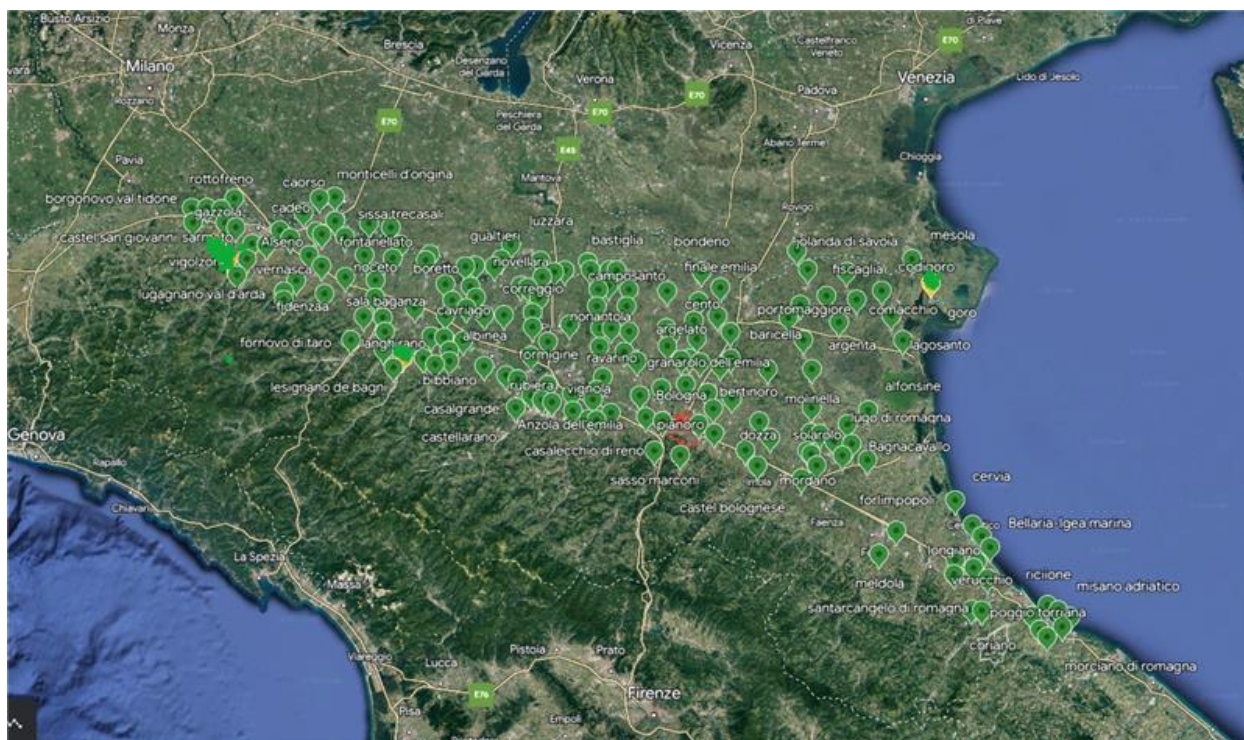 Busto Arsizio
Monza
Milano
Rozzano
Pavia
Brescia
Desenzano
del Garda
Peschiera
del Garda
Verona
Vicenza
Castelfranco
Veneto
di Piave
E70
Venezia
Lido di Jesolo
Padova
E70
E70
E70
E45
Abano Terme
Chioggia
Mantova
Rovigo
rottofreno
caorso
monticelli d'ongina
borgonovo val tidone
gazzola
cadeo
sissa trecasali
luzzara
castel san giovanni
sarmato
Alseno
fontanellato
gualtieri
bastiglia
bondeno
jolanda di savoia
mesola
vigolzon
vernasca
noceto
boretto
novellara
camposanto
finale emilia
fiscaglia
codigoro
lugagnano val d'arda
fidenzaa
sala baganza
correggio
cavriago
nonantola
cento
portomaggiore
comacchio
goro
fornovo di taro
langhirano
albinea
formigine
ravarino
argelato
baricella
argenta
lagosanto
granarolo dell'emilia
lesignano de bagni
bibbiano
rubiera
vignola
Bologna
bertinoro
molinella
alfonsine
casalgrande
Anzola dell'emilia
pianoro
lugo di romagna
castellarano
casalecchio di reno
dozza
solarolo
Bagnacavallo
sasso marconi
Imola
mordano
cervia
castel bolognese
forlimpopoli
Faenza
Bellaria-Igea marina
longiano
meldola
verucchio
riciione
misano adriatico
santarcangelo di romagna
poggio torriana
coriano
morciano di romagna
Genova
Rapallo
Chiavari
La Spezia
Massa
Viareggio
Lucca
Pistoia
Prato
Firenze
E76
Pisa
Empoli